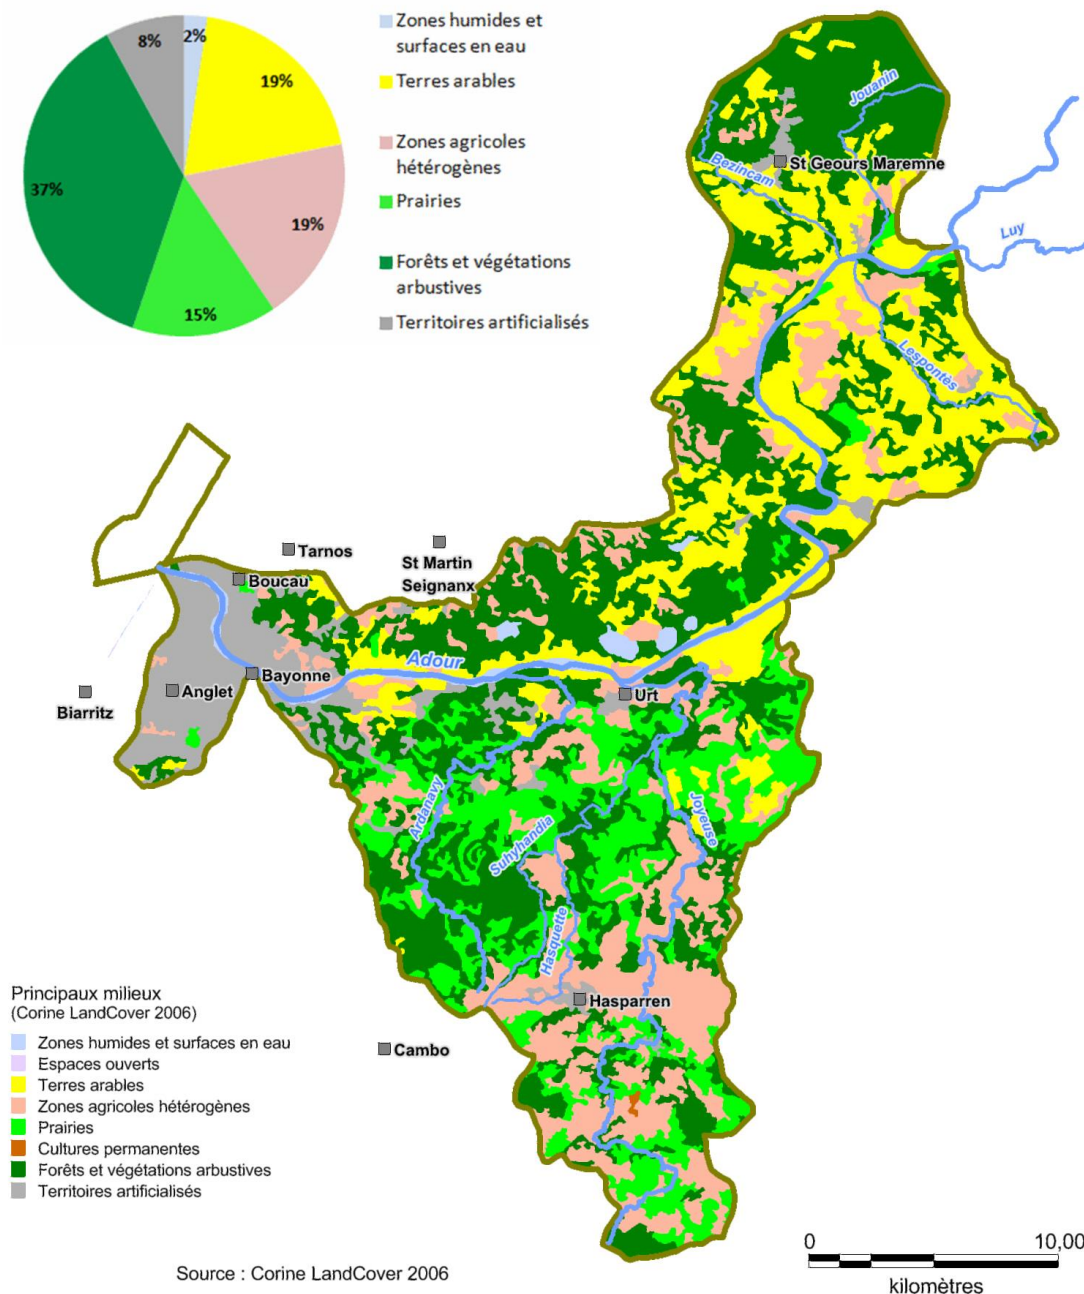 2%
19%
19%
15%
37%
8%
Zones humides et
surfaces en eau
Terres arables
Zones agricoles
hétérogènes
Prairies
Forêts et végétations
arbustives
Territoires artificialisés
Jouanin
Bezincam
St Geours Maremne
Luy
Lespontès
Tarnos
St Martin
Seignanx
Boucau
Adour
Bayonne
Anglet
Biarritz
Urt
Ardanavy
Suhyhandia
Joyeuse
Hasquette
Hasparren
Cambo
Principaux milieux
(Corine LandCover 2006)
Zones humides et surfaces en eau
Espaces ouverts
Terres arables
Zones agricoles hétérogènes
Prairies
Cultures permanentes
Forêts et végétations arbustives
Territoires artificialisés
Source : Corine LandCover 2006
0 10,00
kilomètres